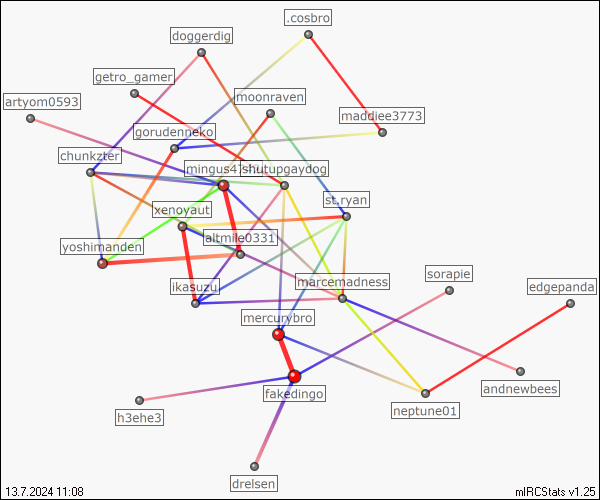 .cosbro
doggerdig
getro_gamer
moonraven
artyom0593
maddiee3773
gorudenneko
chunkzter
shutupgaydog
st.ryan
xenoyaut
altmile0331
yoshimanden
marcemadness
sorapie
ikasuzu
edgepanda
mercurybro
fakedingo
andnewbees
h3ehe3
neptune01
drelsen
13.7.2024 11:08
mIRCStats v1.25